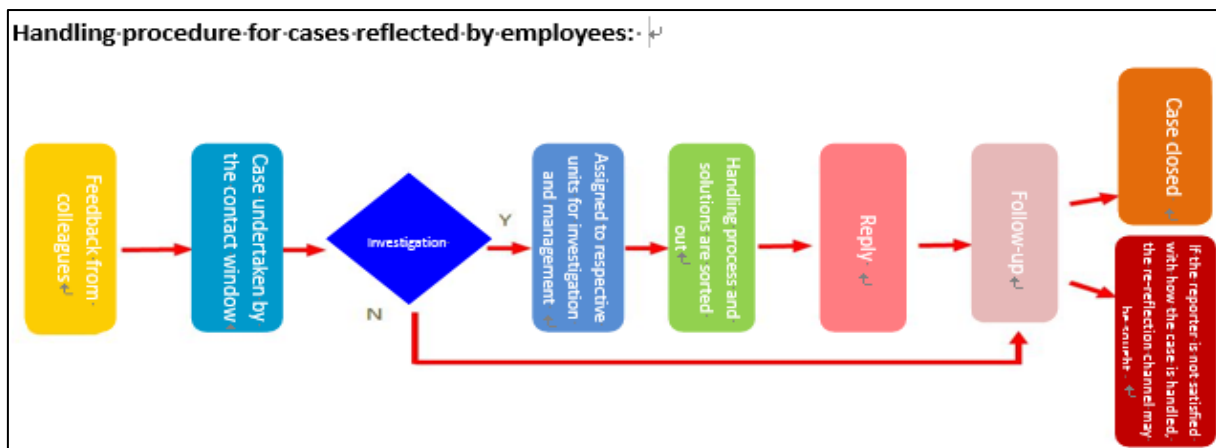 Handling procedure for cases reflected by employees:
Feedback from
colleagues
Case undertaken by
the contact window
Investigation
Y
N
Assigned to respective
units for investigation
and management
Handling process and
solutions are sorted
out
Reply
Follow-up
Case closed
If the reporter is not satisfied
with how the case is handled,
the re-reflection channel may
be sought